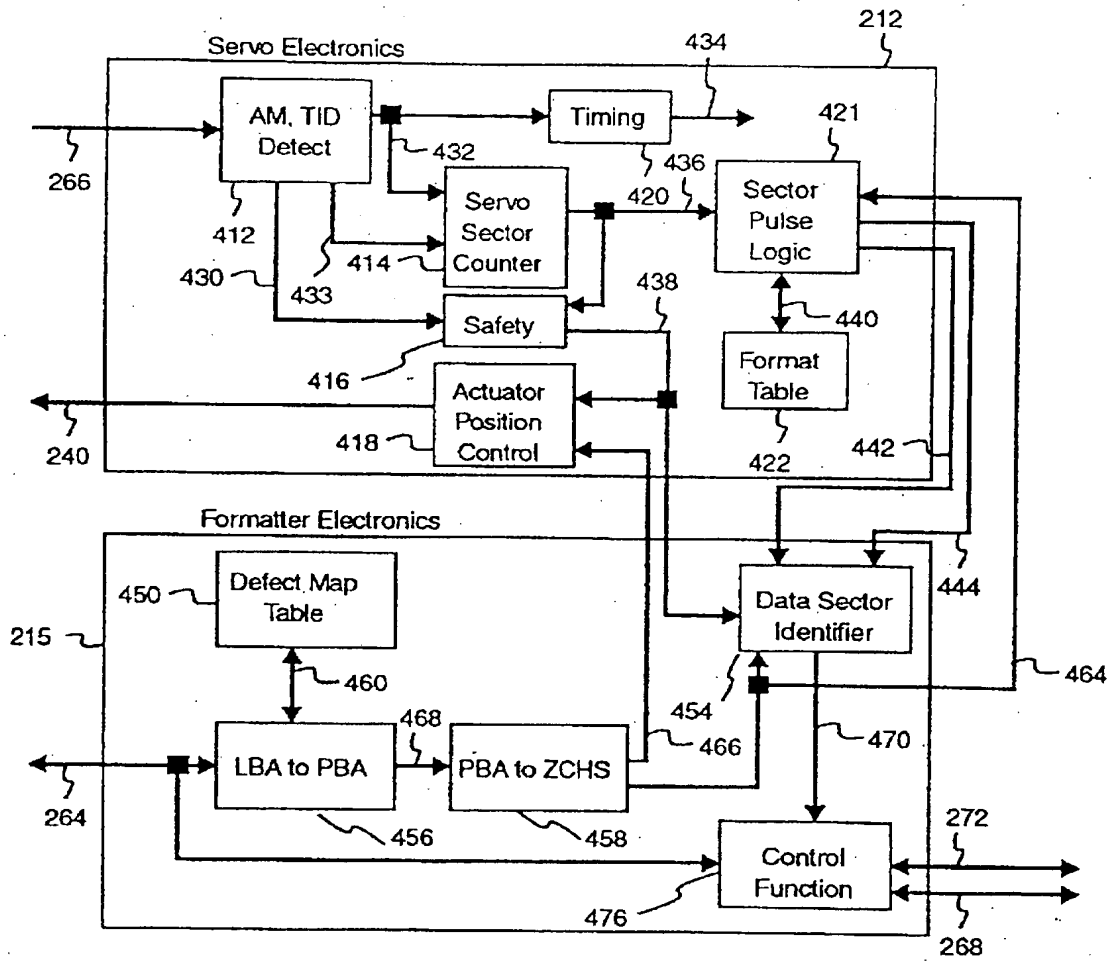 212
Servo Electronics
434
AM, TID
Detect
Timing
421
266
432
436
420
Servo
Sector
Counter
Sector
Pulse
Logic
412
430
433
414
438
Safety
440
416
Format
Table
Actuator
Position
Control
240
418
422
442
Formatter Electronics
450
Defect Map
Table
444
Data Sector
Identifier
215
460
464
454
468
466
470
LBA to PBA
PBA to ZCHS
264
456
458
272
Control
Function
476
268